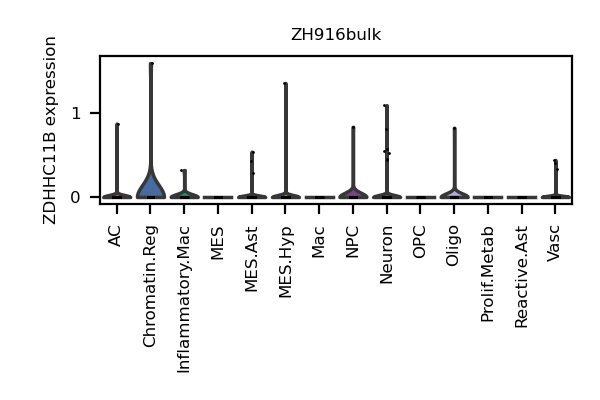 ZH916bulk
ZDHHC11B expression
1
0
AC
Chromatin.Reg
Inflammatory.Mac
MES
MES.Ast
MES.Hyp
Mac
NPC
Neuron
OPC
Oligo
Prolif.Metab
Reactive.Ast
Vasc